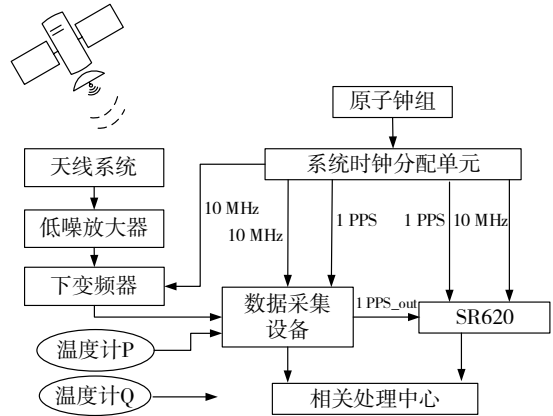 原子钟组
天线系统
系统时钟分配单元
低噪放大器
10 MHz
10 MHz
1 PPS
1 PPS
10 MHz
下变频器
数据采集
设备
1 PPS_out
SR620
温度计P
温度计Q
相关处理中心